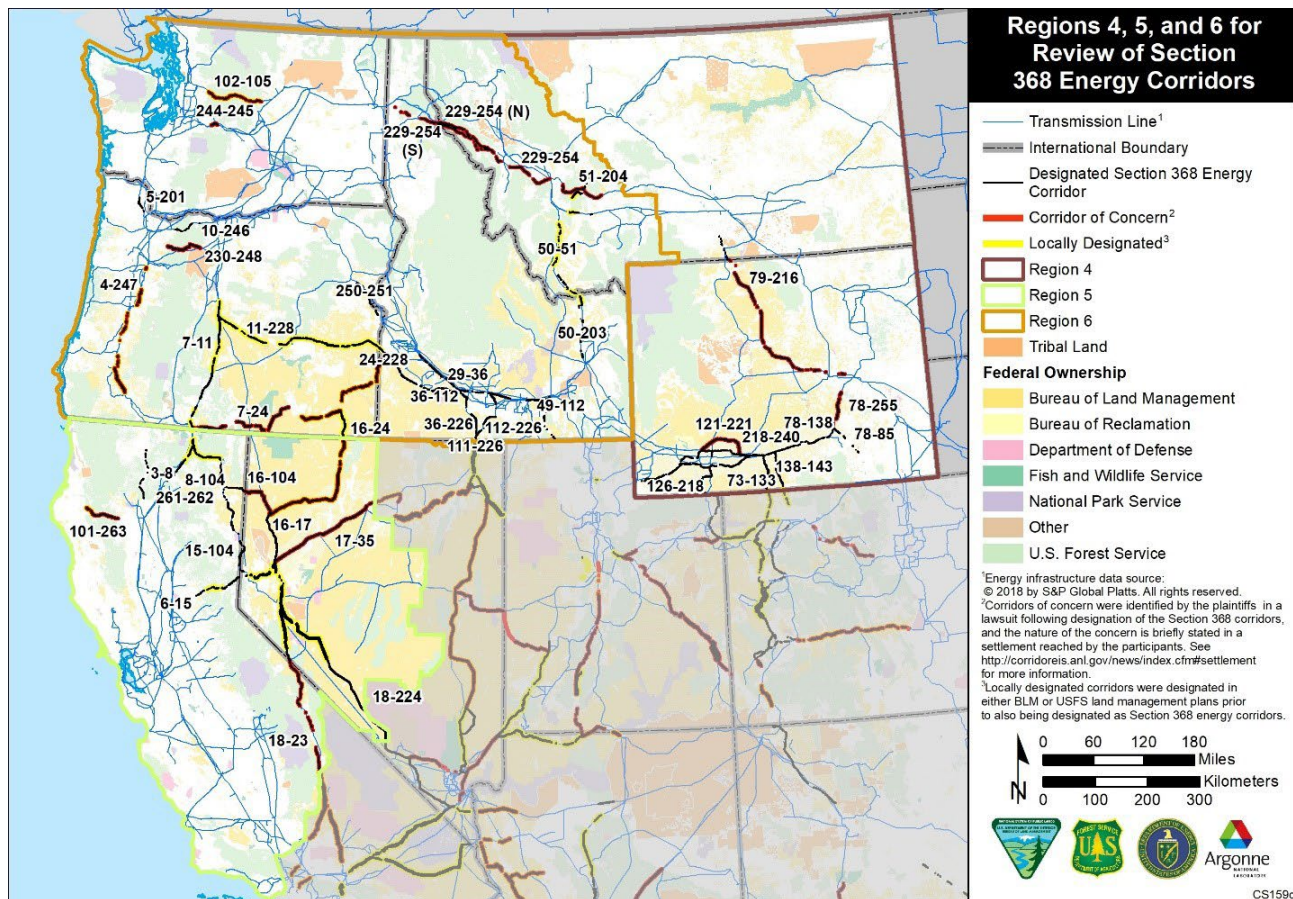 Regions 4, 5, and 6 for
Review of Section
368 Energy Corridors
Transmission Line1
International Boundary
Designated Section 368 Energy
Corridor
Corridor of Concern2
Locally Designated3
Region 4
Region 5
Region 6
Tribal Land
Federal Ownership
Bureau of Land Management
Bureau of Reclamation
Department of Defense
Fish and Wildlife Service
National Park Service
Other
U.S. Forest Service
1Energy infrastructure data source:
© 2018 by S&P Global Platts. All rights reserved.
2Corridors of concern were identified by the plaintiffs in a
lawsuit following designation of the Section 368 corridors,
and the nature of the concern is briefly stated in a
settlement reached by the participants. See
http://corridoreis.anl.gov/news/index.cfm#settlement
for more information.
3Locally designated corridors were designated in
either BLM or USFS land management plans prior
to also being designated as Section 368 energy corridors.
0 60 120 180
Miles
Kilometers
0 100 200 300
N
FOREST SERVICE
U S
DEPARTMENT OF AGRICULTURE
Argonne
NATIONAL
LABORATORY
CS159c
102-105
244-245
229-254 (N)
229-254
(S)
229-254
51-204
5-201
10-246
230-248
50-51
4-247
250-251
79-216
11-228
7-11
50-203
24-228
29-36
36-112
49-112
7-24
16-24
36-226
112-226
111-226
121-221
78-138
78-255
218-240
78-85
138-143
73-133
126-218
3-8
8-104
16-104
261-262
101-263
16-17
17-35
15-104
6-15
18-224
18-23